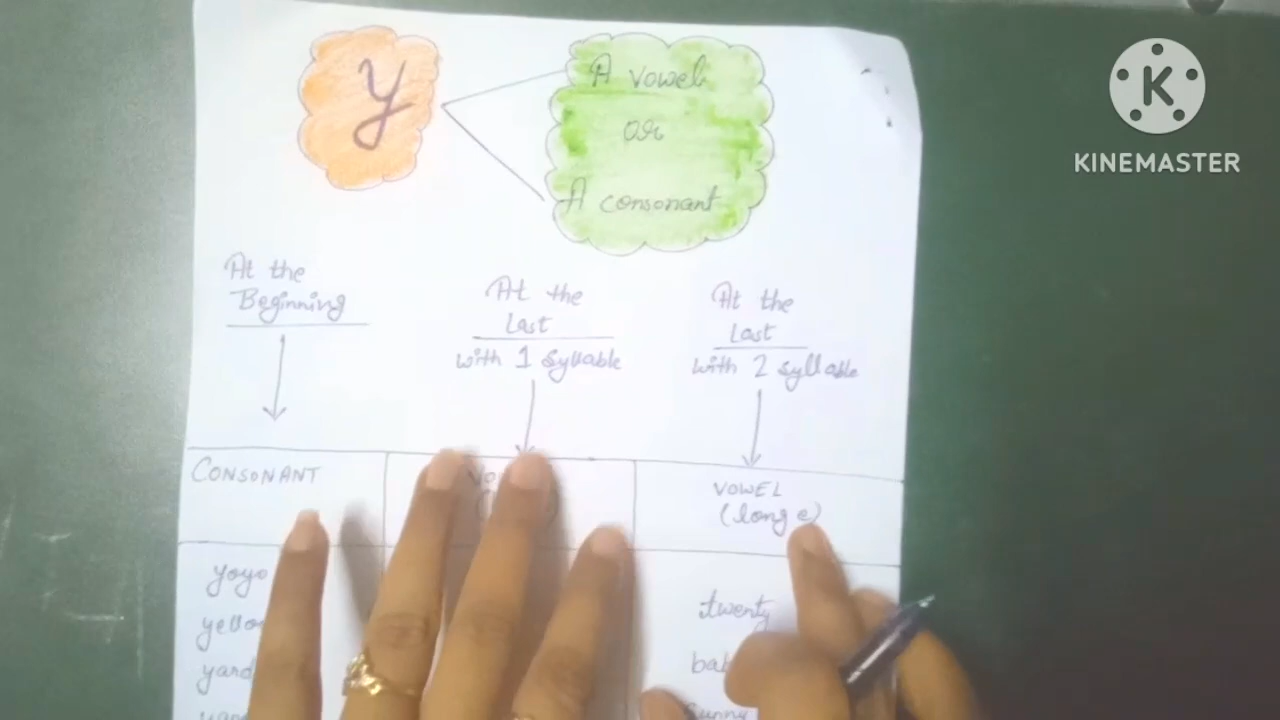 y
A vowel
or
A consonant
At the
Beginning
At the
Last
with 1 syllable
At the
Last
with 2 syllable
CONSONANT
VOWEL
(long e)
yoyo
twenty
KINEMASTER